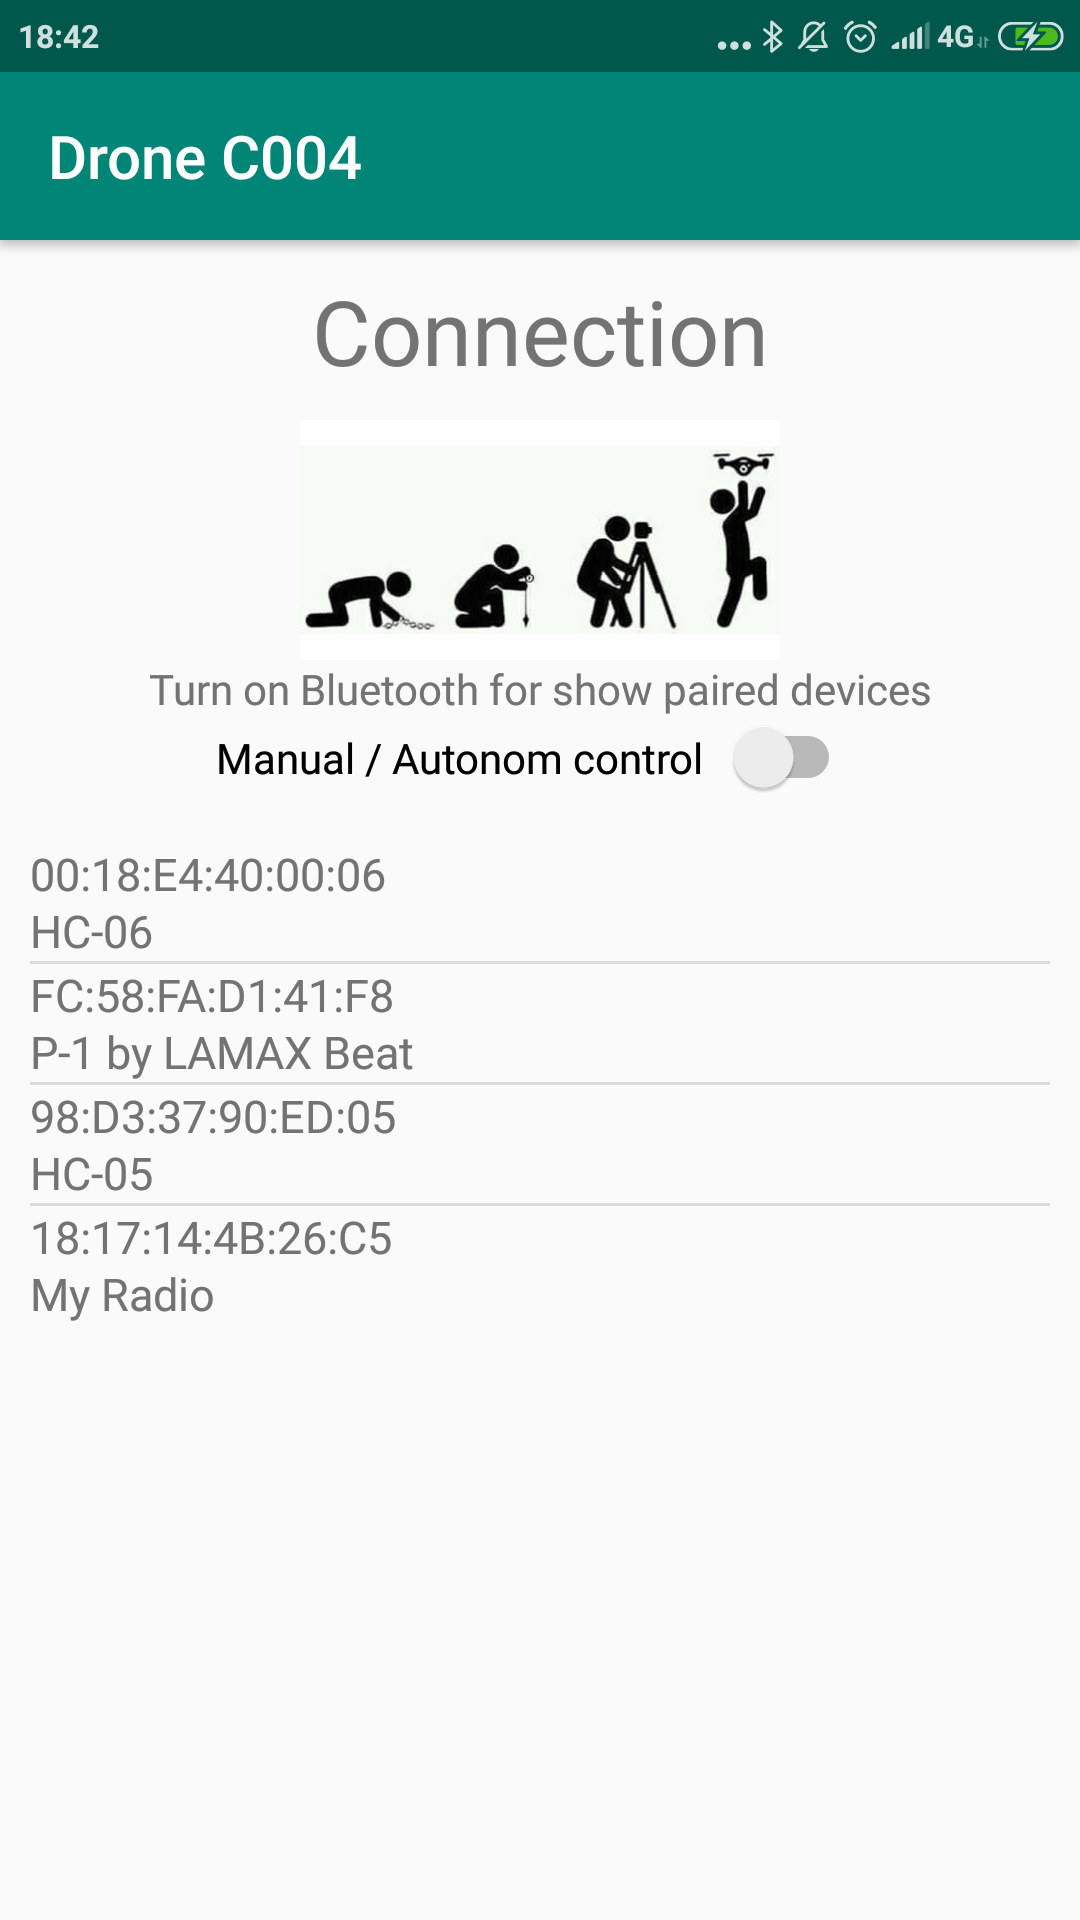 18:42
4G
Drone C004
Connection
Turn on Bluetooth for show paired devices
Manual / Autonom control
00:18:E4:40:00:06
HC-06
FC:58:FA:D1:41:F8
P-1 by LAMAX Beat
98:D3:37:90:ED:05
HC-05
18:17:14:4B:26:C5
My Radio